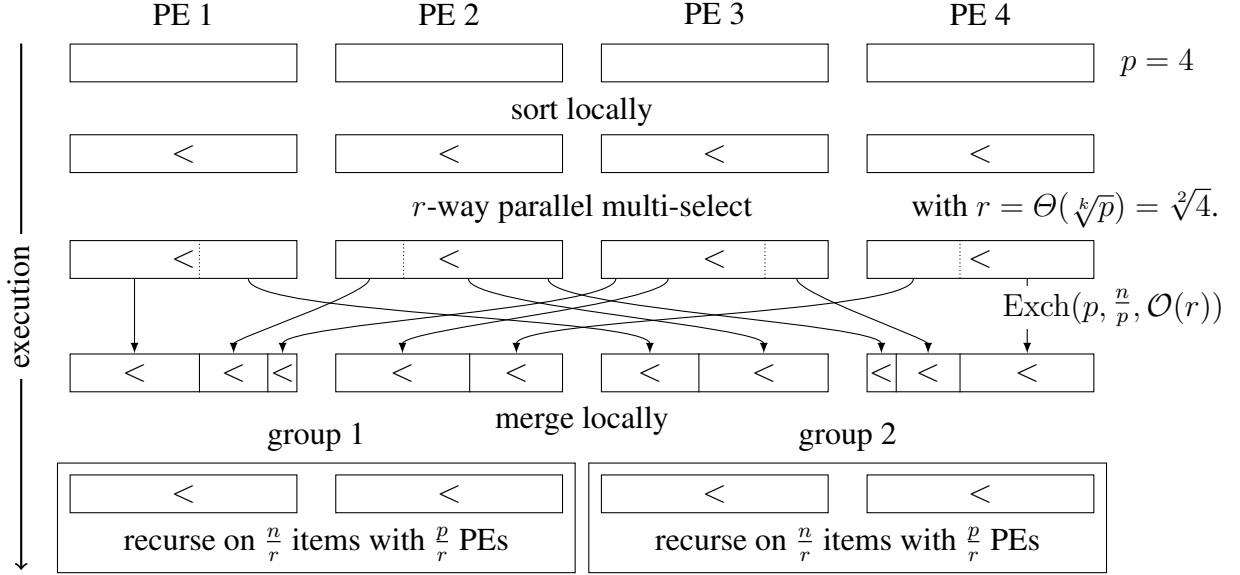 PE 1 PE 2 PE 3 PE 4
p = 4
sort locally
< < < <
r-way parallel multi-select with r = Θ(ᵏ√p) = ²√4.
< < < <
Exch(p, n/p, O(r))
execution
< < < < < < < < < <
merge locally
group 1 group 2
< < < <
recurse on n/r items with p/r PEs recurse on n/r items with p/r PEs